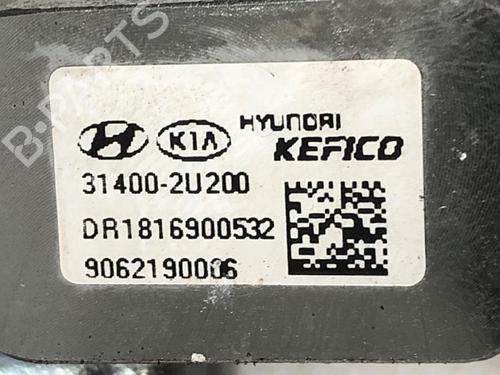 B-PARTS
KIA HYUNDAI
KEFICO
31400-2U200
DR1816900532
9062190006